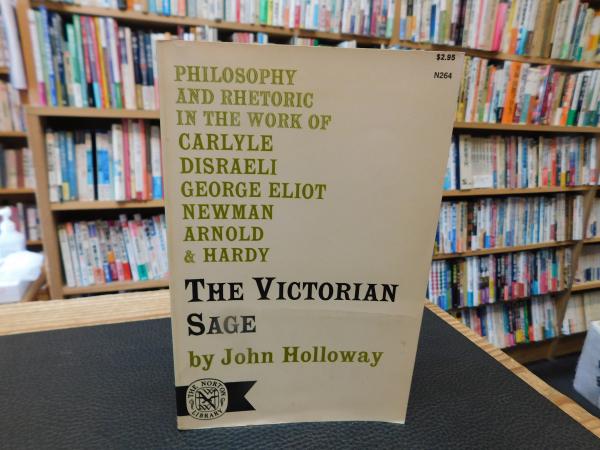 $2.95
N264
PHILOSOPHY
AND RHETORIC
IN THE WORK OF
CARLYLE
DISRAELI
GEORGE ELIOT
NEWMAN
ARNOLD
& HARDY
THE VICTORIAN
SAGE
by John Holloway
THE NORTON
LIBRARY